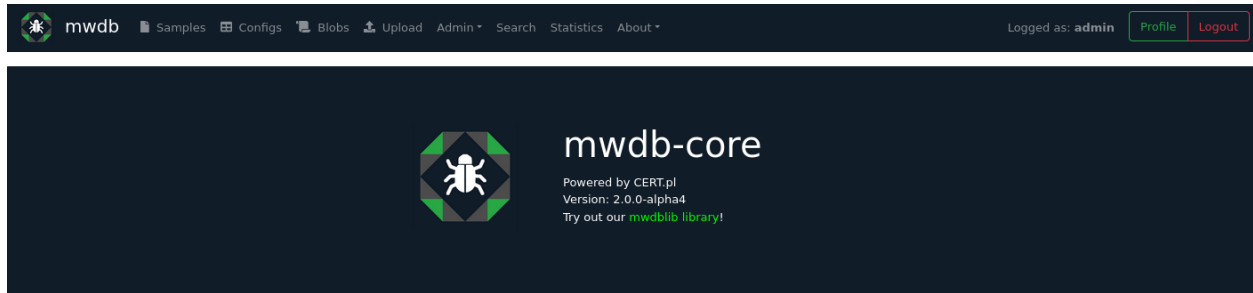 mwdb Samples Configs Blobs Upload Admin Search Statistics About Logged as: admin Profile Logout
mwdb-core
Powered by CERT.pl
Version: 2.0.0-alpha4
Try out our mwdblib library!